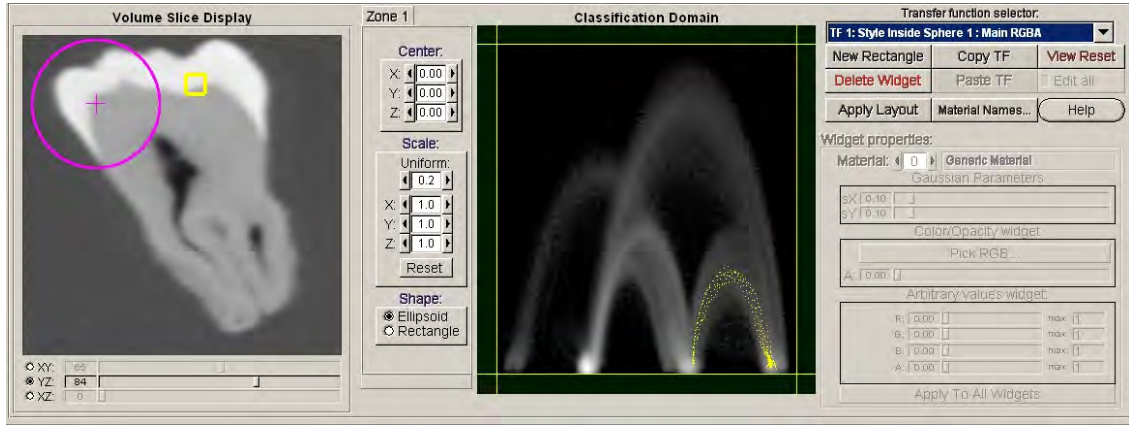 Volume Slice Display
XY: 65
YZ: 84
XZ: 0
Zone 1
Center:
X: 0.00
Y: 0.00
Z: 0.00
Scale:
Uniform:
0.2
X: 1.0
Y: 1.0
Z: 1.0
Reset
Shape:
Ellipsoid
Rectangle
Classification Domain
Transfer function selector:
TF 1: Style Inside Sphere 1 : Main RGBA
New Rectangle Copy TF View Reset
Delete Widget Paste TF Edit all
Apply Layout Material Names... Help
Widget properties:
Material: 0 Generic Material
Gaussian Parameters
sX 0.10
sY 0.10
Color/Opacity widget
Pick RGB...
A: 0.00
Arbitrary values widget:
R: 0.00 max: 1
G: 0.00 max: 1
B: 0.00 max: 1
A: 0.00 max: 1
Apply To All Widgets